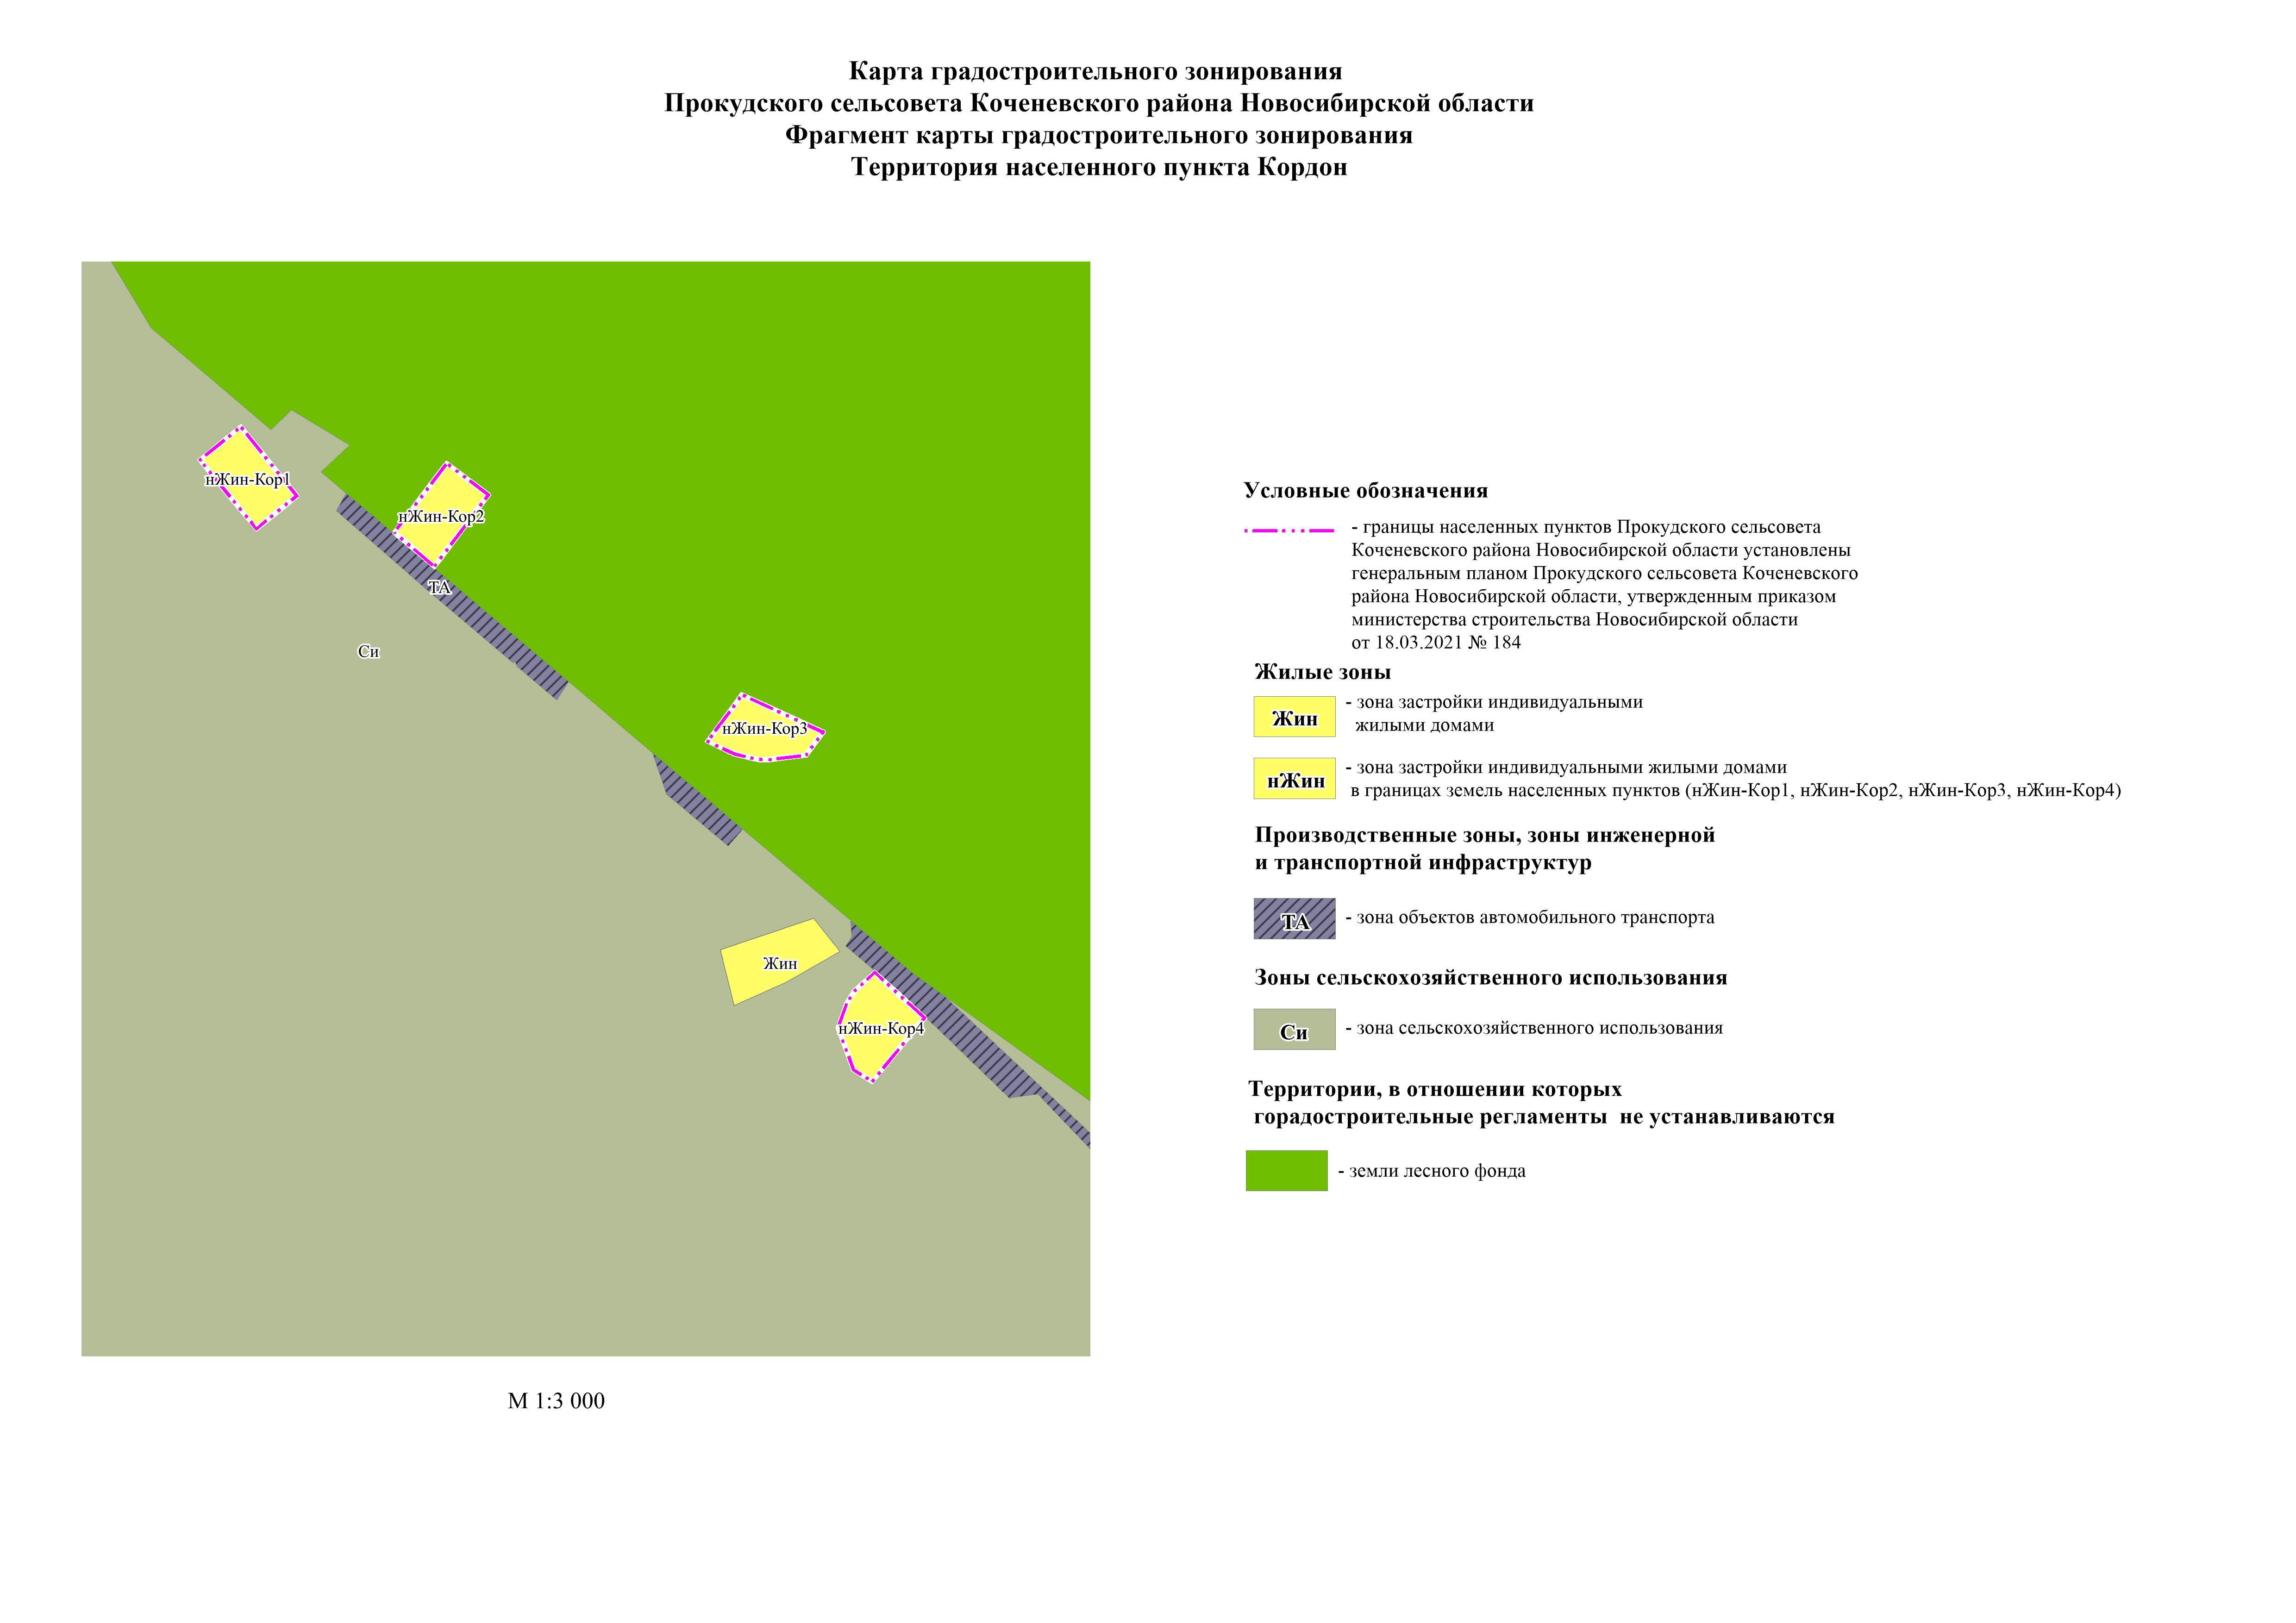 Карта градостроительного зонирования
Прокудского сельсовета Коченевского района Новосибирской области
Фрагмент карты градостроительного зонирования
Территория населенного пункта Кордон
нЖин-Кор1
нЖин-Кор2
ТА
Си
нЖин-Кор3
Жин
нЖин-Кор4
М 1:3 000
Условные обозначения
- границы населенных пунктов Прокудского сельсовета
Коченевского района Новосибирской области установлены
генеральным планом Прокудского сельсовета Коченевского
района Новосибирской области, утвержденным приказом
министерства строительства Новосибирской области
от 18.03.2021 № 184
Жилые зоны
Жин - зона застройки индивидуальными
жилыми домами
нЖин - зона застройки индивидуальными жилыми домами
в границах земель населенных пунктов (нЖин-Кор1, нЖин-Кор2, нЖин-Кор3, нЖин-Кор4)
Производственные зоны, зоны инженерной
и транспортной инфраструктур
ТА - зона объектов автомобильного транспорта
Зоны сельскохозяйственного использования
Си - зона сельскохозяйственного использования
Территории, в отношении которых
горадостроительные регламенты не устанавливаются
- земли лесного фонда